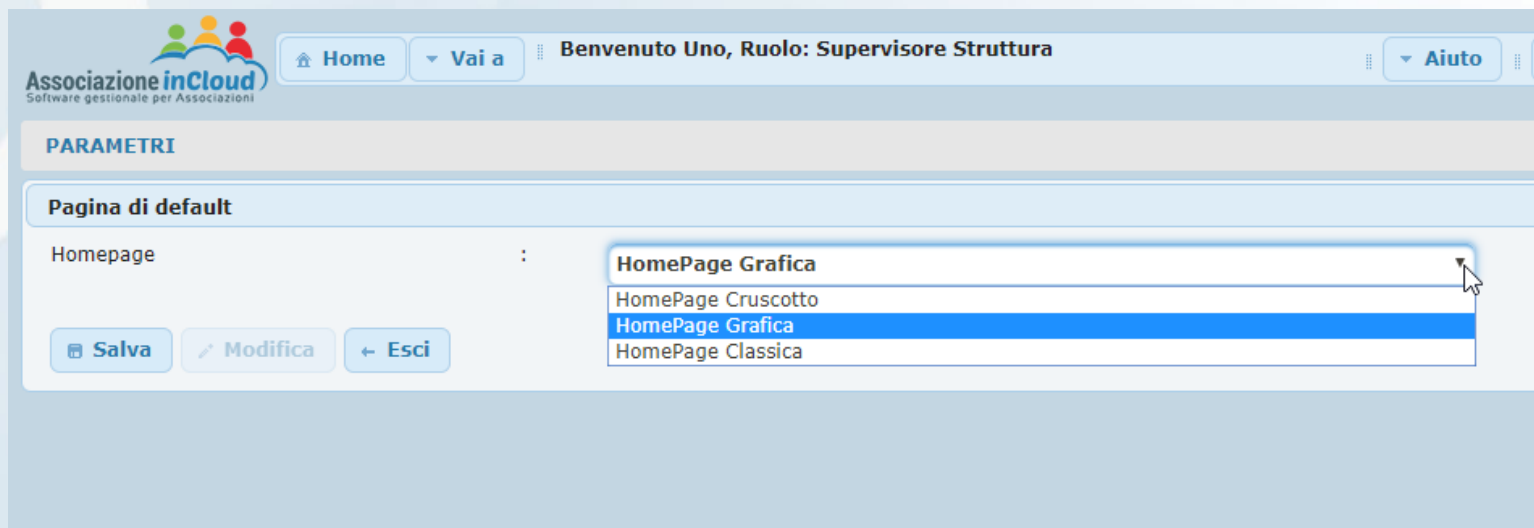 Associazione inCloud
Software gestionale per Associazioni
Home
Vai a
Benvenuto Uno, Ruolo: Supervisore Struttura
Aiuto
PARAMETRI
Pagina di default
Homepage :
HomePage Grafica
HomePage Cruscotto
HomePage Grafica
HomePage Classica
Salva
Modifica
Esci